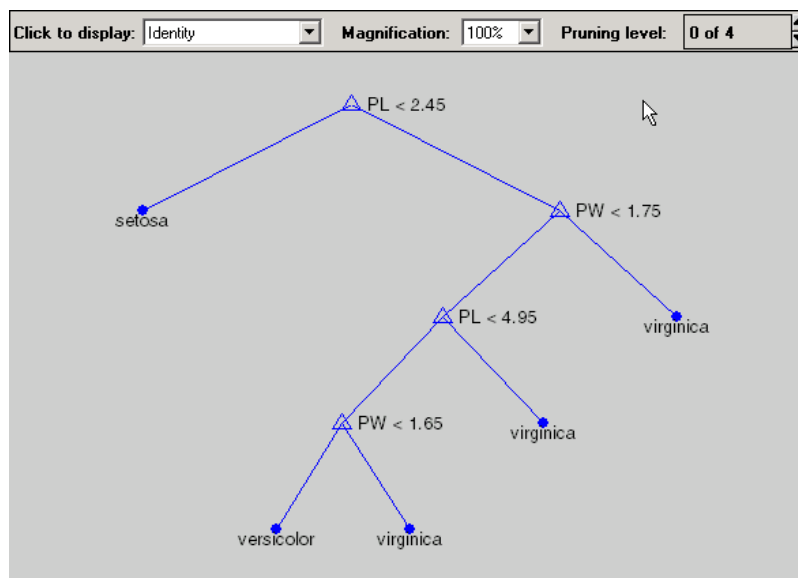 Click to display: Identity Magnification: 100% Pruning level: 0 of 4
PL < 2.45
setosa
PW < 1.75
PL < 4.95
virginica
PW < 1.65
virginica
versicolor virginica